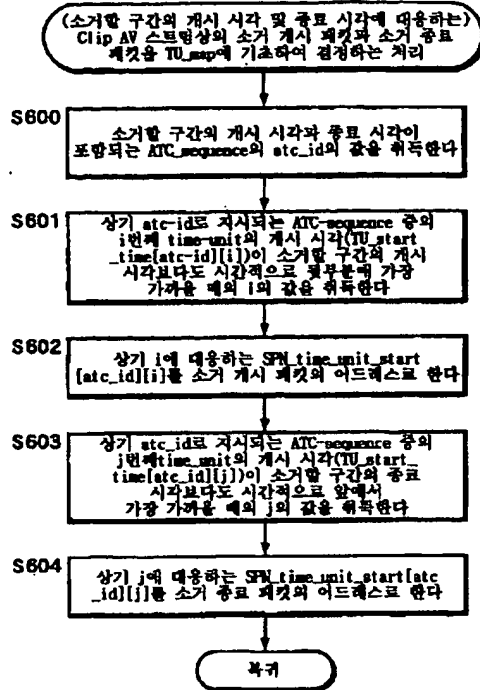 (소거할 구간의 개시 시각 및 종료 시각에 대응하는)
Clip AV 스트림상의 소거 개시 패킷과 소거 종료
패킷을 TU_map에 기초하여 결정하는 처리
S600
소거할 구간의 개시 시각과 종료 시각이
포함되는 ATC_sequence의 atc_id의 값을 취득한다
S601
상기 atc-id로 지시되는 ATC-sequence 중의
i번째 time-unit의 개시 시각(TU_start
_time[atc-id][i])이 소거할 구간의 개시
시각보다도 시간적으로 뒷부분에 가장
가까울 때의 i의 값을 취득한다
S602
상기 i에 대응하는 SPN_time_unit_start
[atc_id][i]를 소거 개시 패킷의 어드레스로 한다
S603
상기 atc_id로 지시되는 ATC-sequence 중의
j번째time_unit의 개시 시각(TU_start_
time[atc_id][j])이 소거할 구간의 종료
시각보다도 시간적으로 앞에서
가장 가까울 때의 j의 값을 취득한다
S604
상기 j에 대응하는 SPN_time_unit_start[atc
_id][j]를 소거 종료 패킷의 어드레스로 한다
복귀